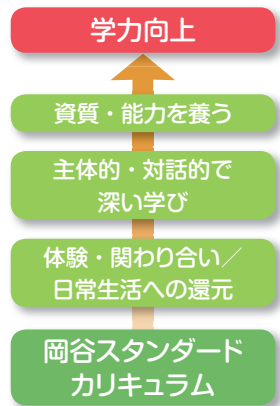 学力向上
資質・能力を養う
主体的・対話的で
深い学び
体験・関わり合い／
日常生活への還元
岡谷スタンダード
カリキュラム